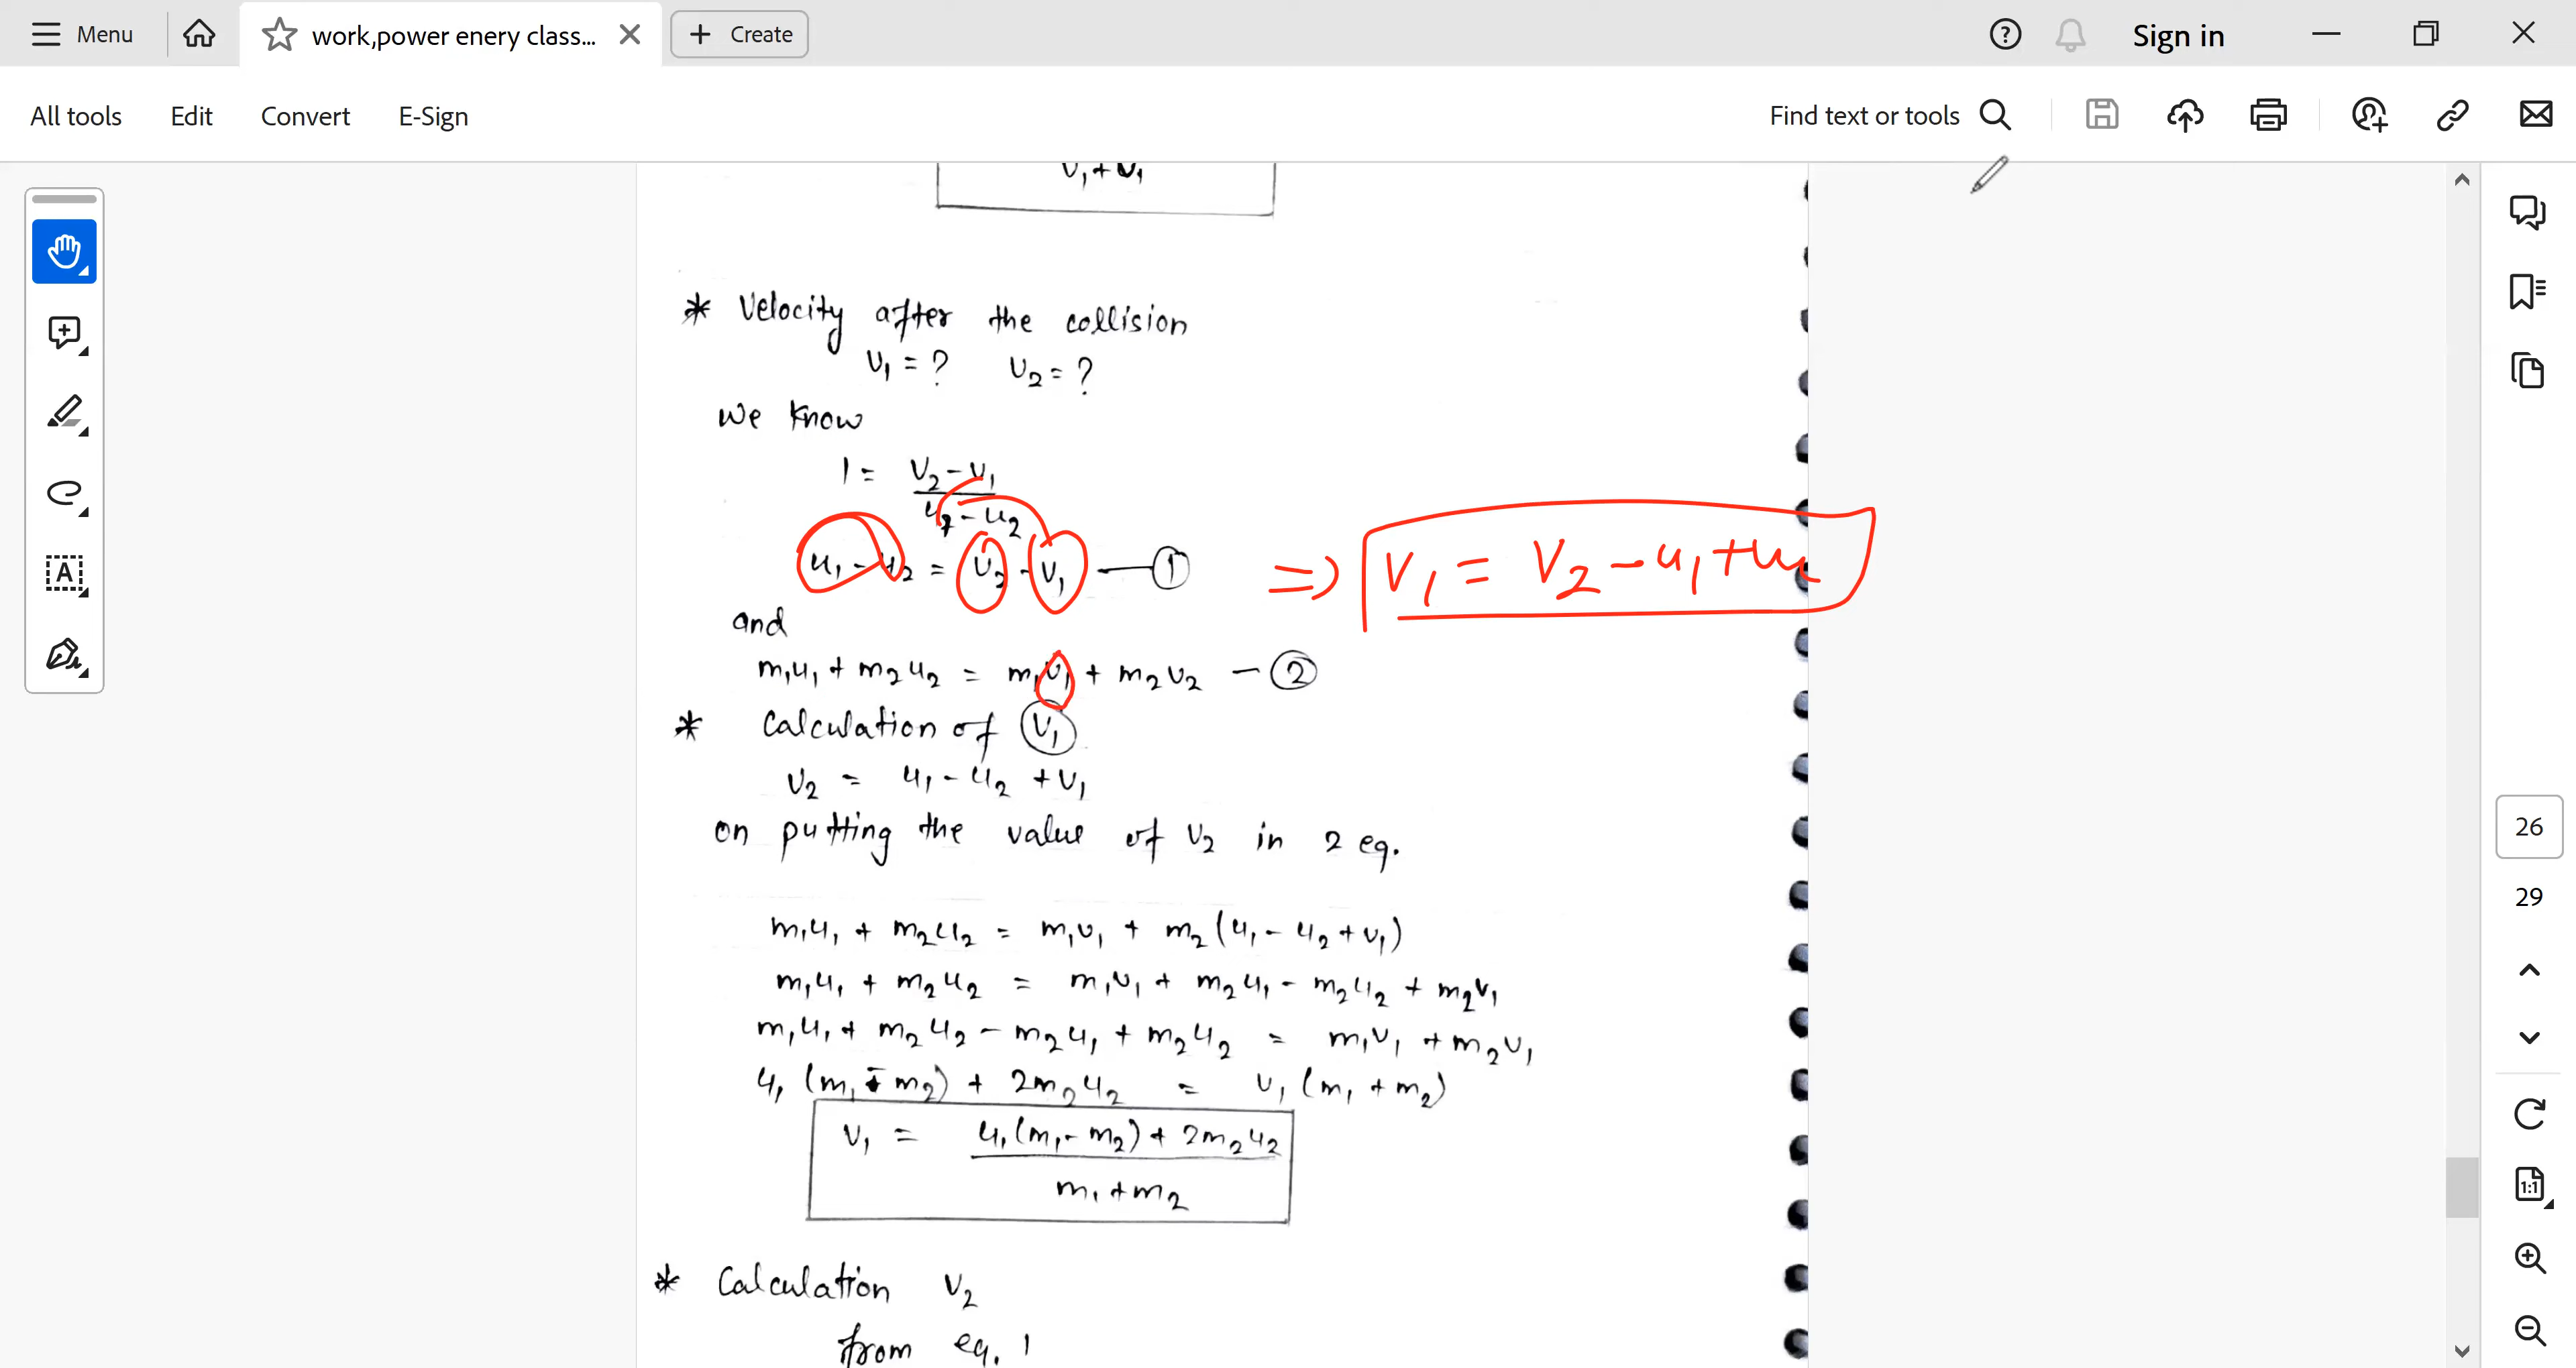 Menu
work,power enery class...
Create
Sign in
All tools
Edit
Convert
E-Sign
Find text or tools
v₁ + v₁
* Velocity after the collision
v₁ = ? v₂ = ?
We know
1 = (v₂ - v₁)/(u₁ - u₂)
u₁ - u₂ = v₂ - v₁ — ①
⇒ v₁ = v₂ - u₁ + u₂
and
m₁u₁ + m₂u₂ = m₁v₁ + m₂v₂ — ②
* Calculation of v₁
v₂ = u₁ - u₂ + v₁
on putting the value of v₂ in 2 eq.
m₁u₁ + m₂u₂ = m₁v₁ + m₂(u₁ - u₂ + v₁)
m₁u₁ + m₂u₂ = m₁v₁ + m₂u₁ - m₂u₂ + m₂v₁
m₁u₁ + m₂u₂ - m₂u₁ + m₂u₂ = m₁v₁ + m₂v₁
u₁(m₁ - m₂) + 2m₂u₂ = v₁(m₁ + m₂)
v₁ = u₁(m₁ - m₂) + 2m₂u₂
m₁ + m₂
* Calculation v₂
from eq. 1
26
29
1:1